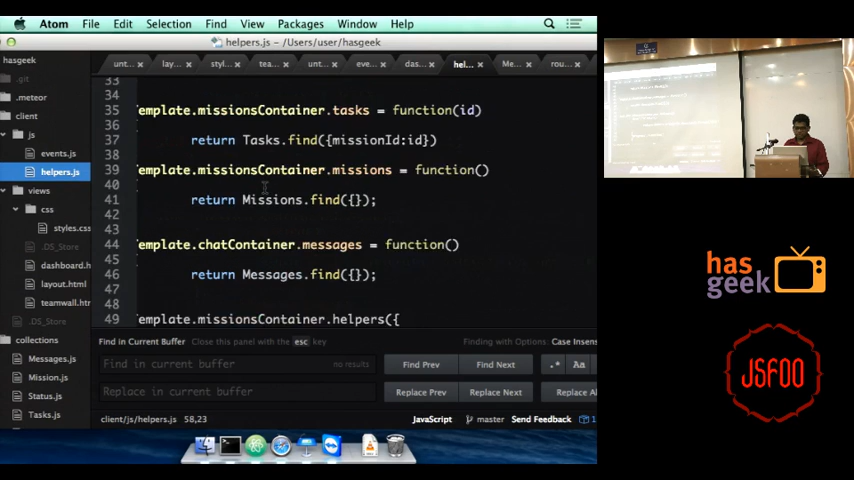 Atom File Edit Selection Find View Packages Window Help
helpers.js - /Users/user/hasgeek
hasgeek
unt... lay... styl... tea... unt... eve... das... hel... Me... rou...
.git
.meteor
client
js
events.js
helpers.js
views
css
styles.css
.DS_Store
dashboard.h
layout.html
teamwall.htm
.DS_Store
collections
Messages.js
Mission.js
Status.js
Tasks.js
33
35 emplate.missionsContainer.tasks = function(id)
36
37 return Tasks.find({missionId:id})
38
39 emplate.missionsContainer.missions = function()
40
41 return Missions.find({});
42
44 emplate.chatContainer.messages = function()
45
46 return Messages.find({});
47
48
49 emplate.missionsContainer.helpers({
Find in Current Buffer Close this panel with the esc key Finding with Options: Case Insens
Find in current buffer no results Find Prev Find Next .* Aa
Replace in current buffer Replace Prev Replace Next Replace Al
client/js/helpers.js 58,23 JavaScript master Send Feedback 1
has
geek
JSFOO